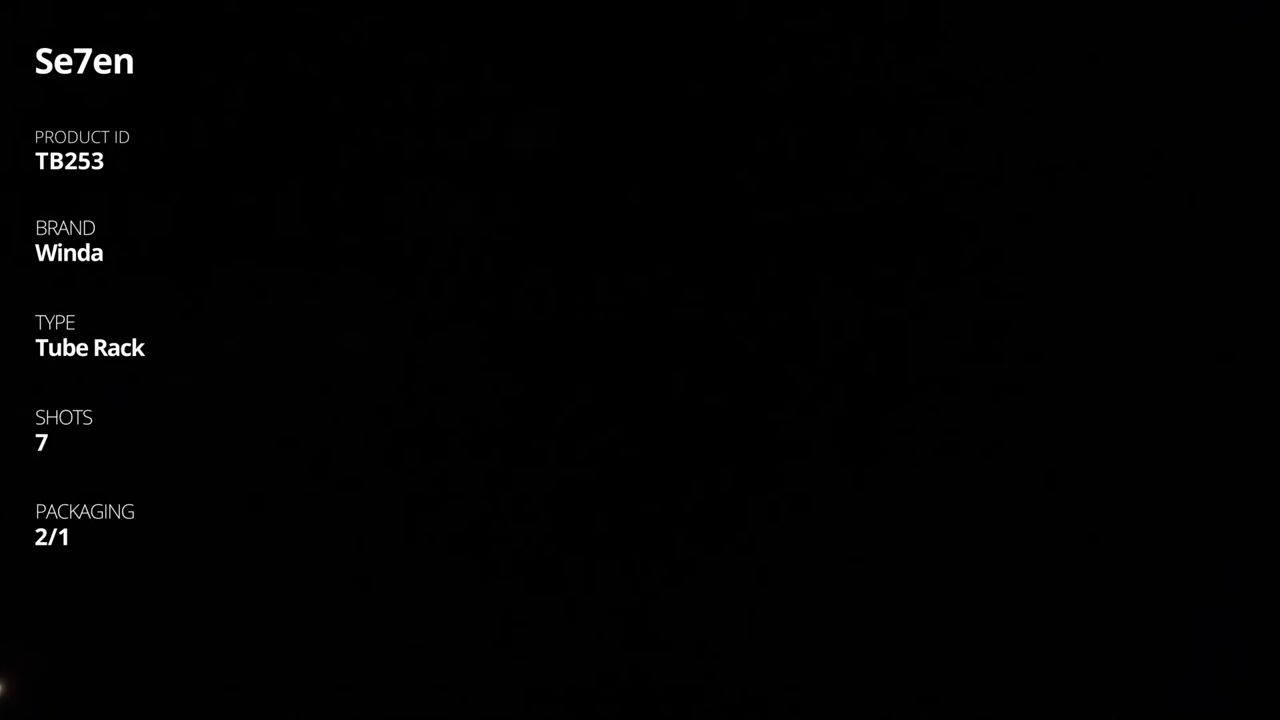 Se7en
PRODUCT ID
TB253
BRAND
Winda
TYPE
Tube Rack
SHOTS
7
PACKAGING
2/1